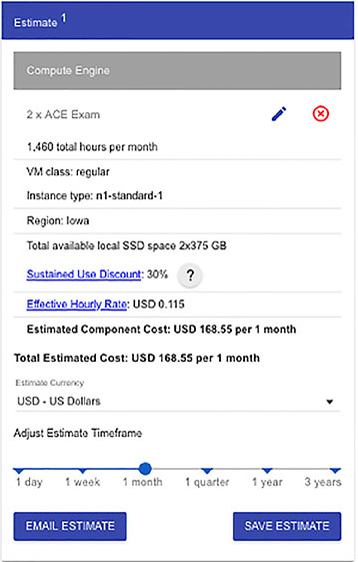 Estimate 1
Compute Engine
2 x ACE Exam
1,460 total hours per month
VM class: regular
Instance type: n1-standard-1
Region: Iowa
Total available local SSD space 2x375 GB
Sustained Use Discount: 30% ?
Effective Hourly Rate: USD 0.115
Estimated Component Cost: USD 168.55 per 1 month
Total Estimated Cost: USD 168.55 per 1 month
Estimate Currency
USD - US Dollars
Adjust Estimate Timeframe
1 day 1 week 1 month 1 quarter 1 year 3 years
EMAIL ESTIMATE SAVE ESTIMATE